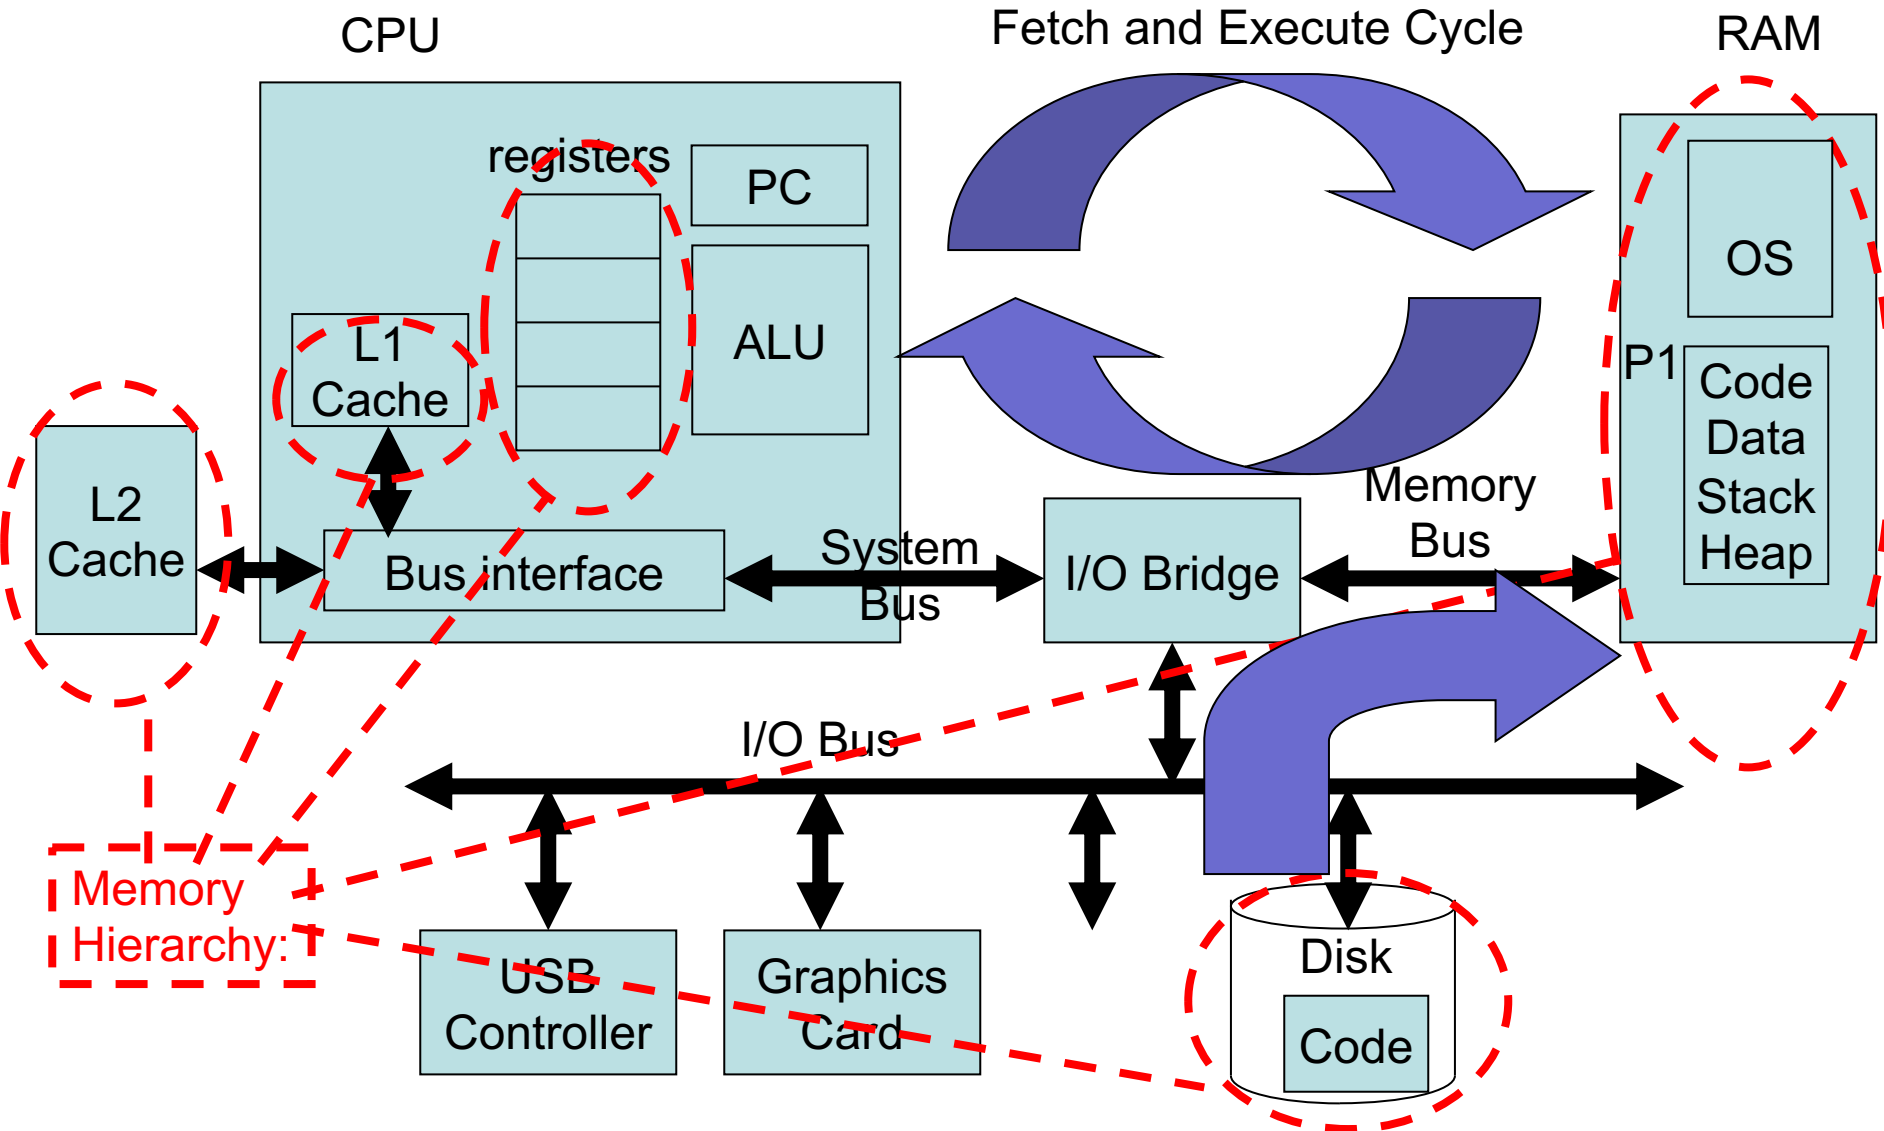 CPU
Fetch and Execute Cycle
RAM
registers
PC
OS
L1
Cache
ALU
P1
Code
Data
Stack
Heap
L2
Cache
Bus interface
System
Bus
I/O Bridge
Memory
Bus
I/O Bus
Memory
Hierarchy:
USB
Controller
Graphics
Card
Disk
Code